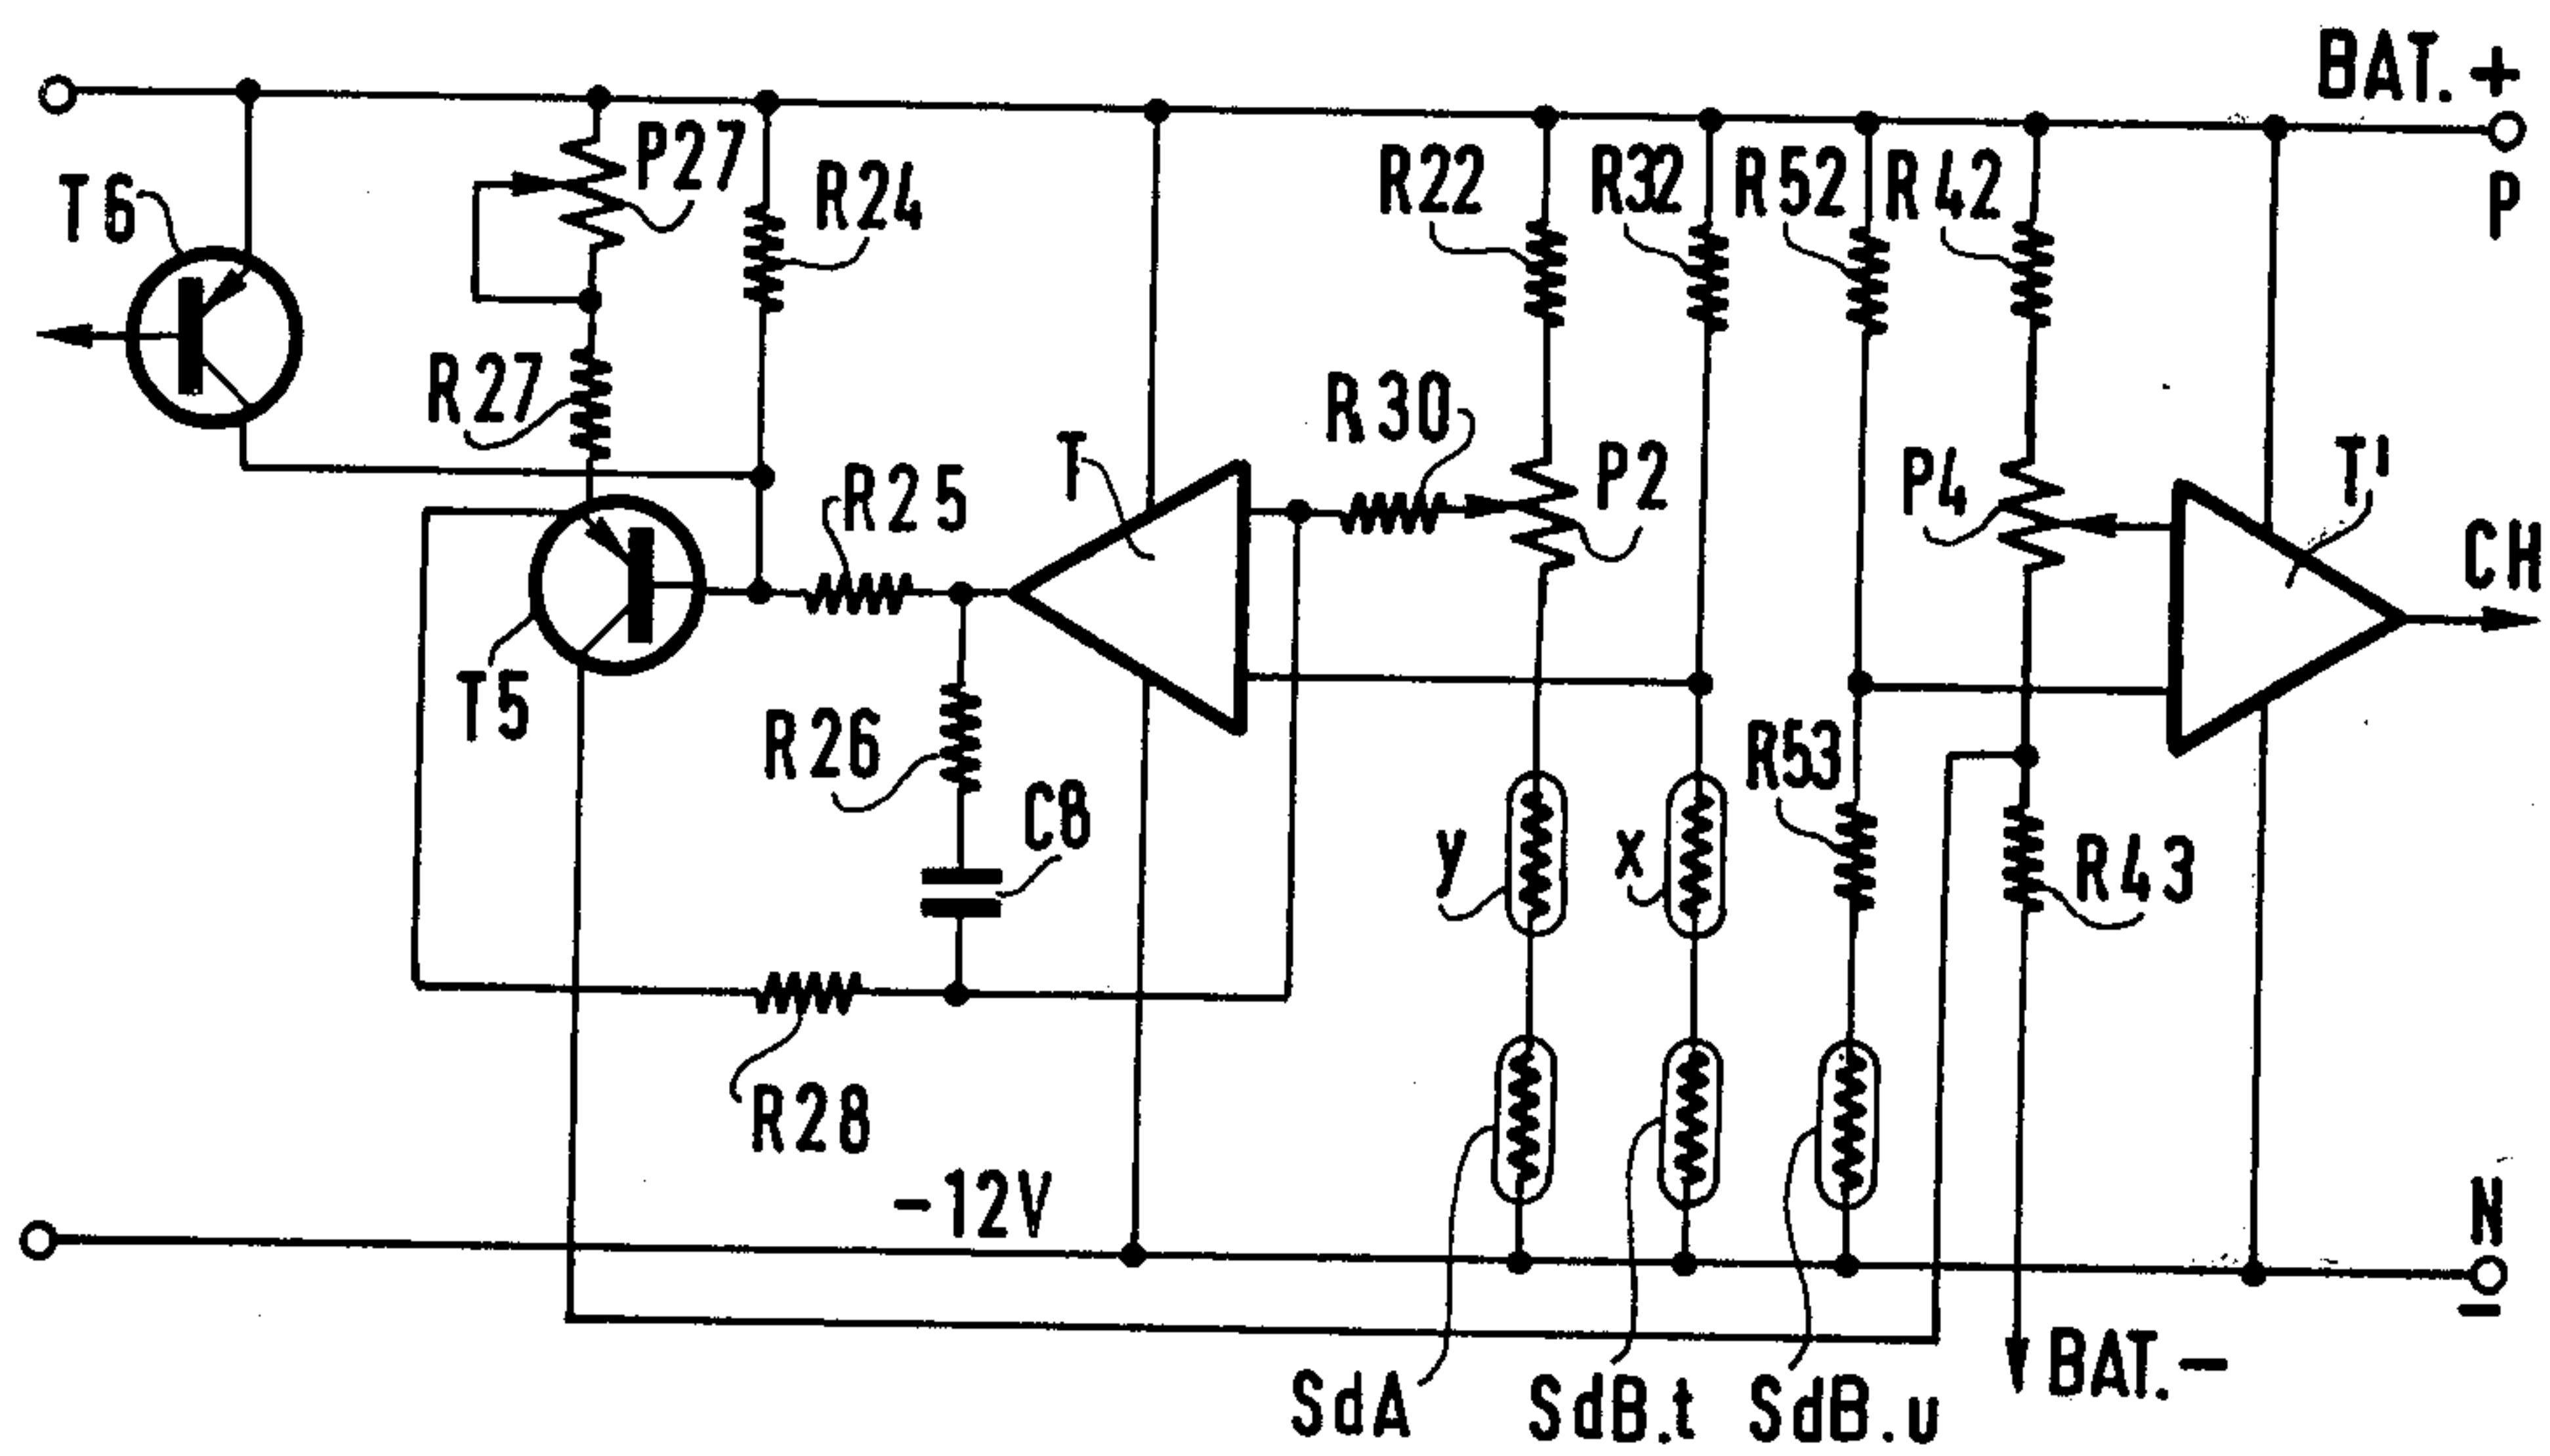 BAT. +
P
T6
P27
R24
R22
R32
R52
R42
R27
R25
T
R30
P2
P4
T'
CH
T5
R26
C8
y
x
R53
R43
R28
-12V
N
-
SdA
SdB.t
SdB.u
BAT.-